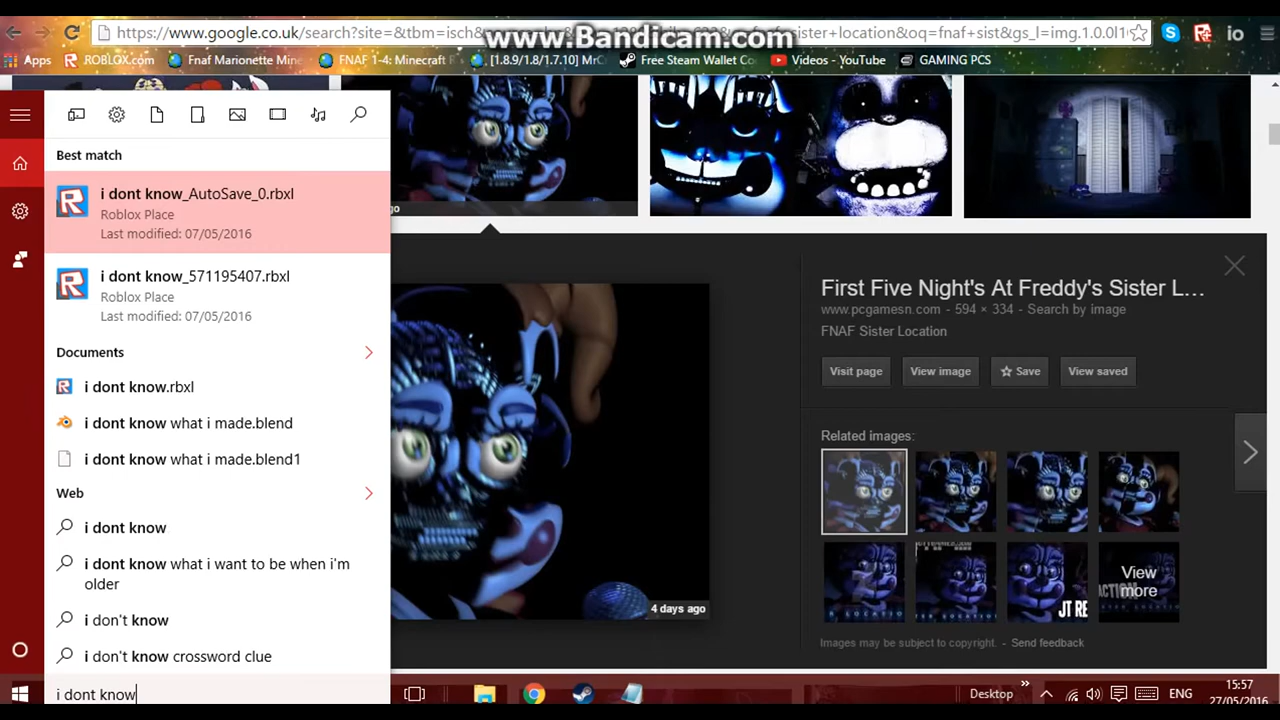 https://www.google.co.uk/search?site=&tbm=isch
www.Bandicam.com
ister+location&oq=fnaf+sist&gs_l=img.1.0.0l10
Apps
.ROBLOX.com
Fnaf Marionette Min
FNAF 1-4: Minecraft
[1.8.9/1.8/1.7.10] MrC
Free Steam Wallet Co
Videos - YouTube
GAMING PCS
Best match
i dont know_AutoSave_0.rbxl
Roblox Place
Last modified: 07/05/2016
i dont know_571195407.rbxl
Roblox Place
Last modified: 07/05/2016
Documents
i dont know.rbxl
i dont know what i made.blend
i dont know what i made.blend1
Web
i dont know
i dont know what i want to be when i'm
older
i don't know
i don't know crossword clue
i dont know
go
4 days ago
First Five Night's At Freddy's Sister L...
www.pcgamesn.com - 594 × 334 - Search by image
FNAF Sister Location
Visit page
View image
Save
View saved
Related images:
View
more
JT RE
Images may be subject to copyright. - Send feedback
Desktop
ENG
15:57
27/05/2016